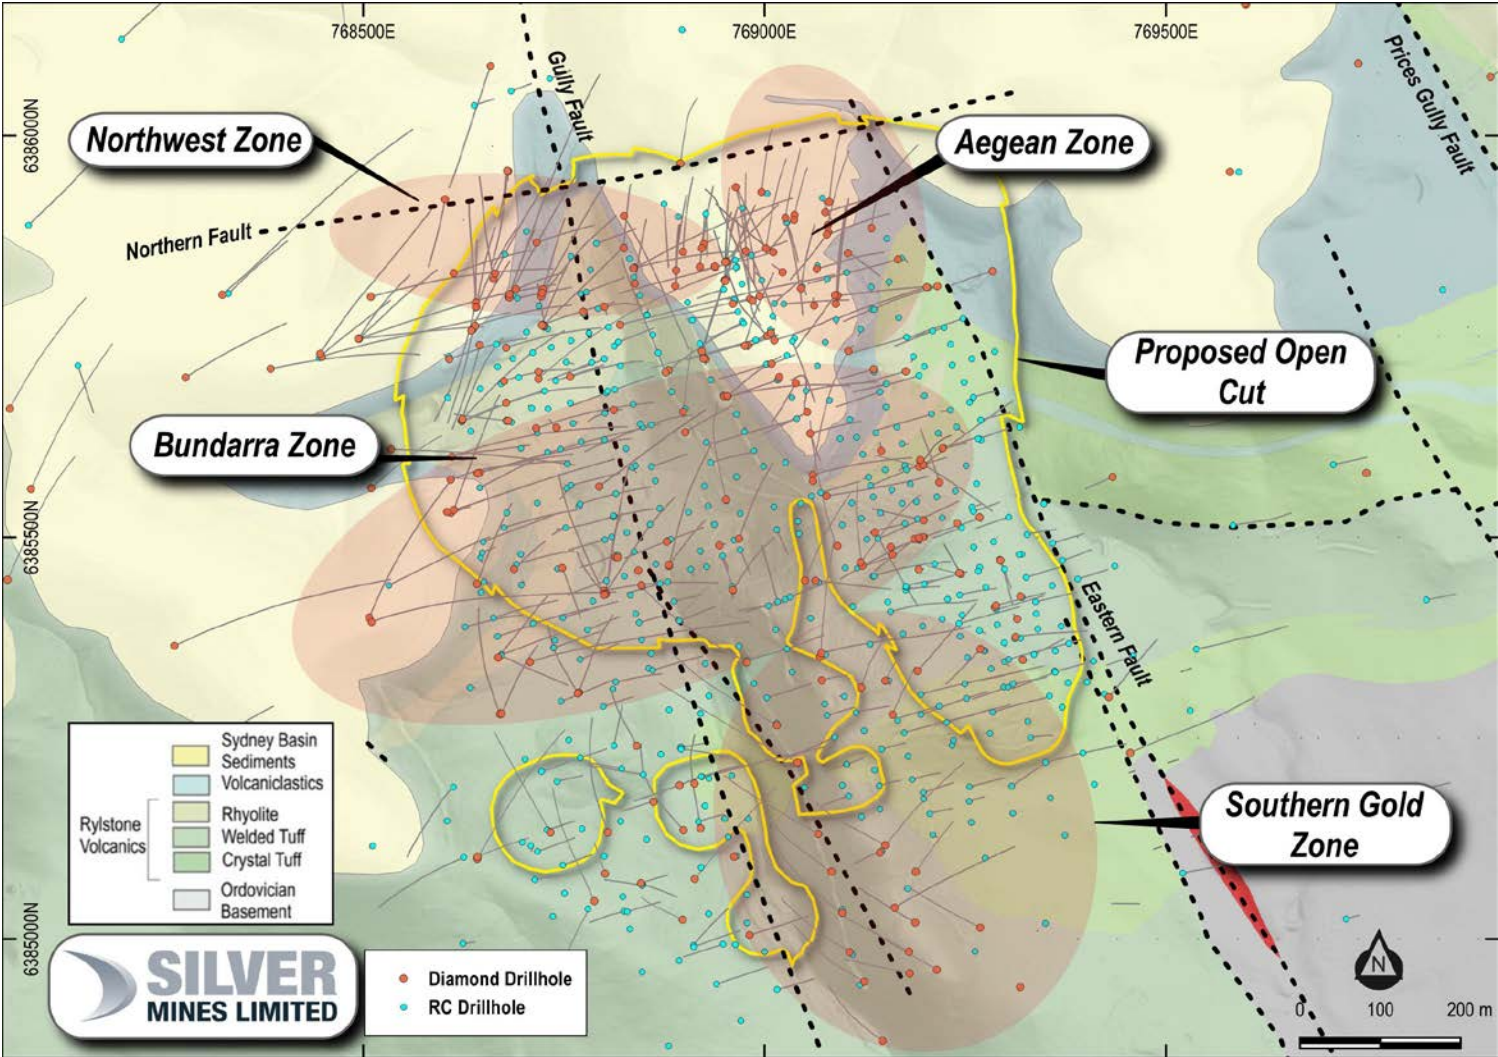 768500E
769000E
769500E
6386000N
6385500N
6385000N
Gully Fault
Prices Gully Fault
Northwest Zone
Aegean Zone
Northern Fault
Proposed Open
Cut
Bundarra Zone
Eastern Fault
Southern Gold
Zone
Sydney Basin
Sediments
Volcaniclastics
Rylstone
Volcanics
Rhyolite
Welded Tuff
Crystal Tuff
Ordovician
Basement
SILVER
MINES LIMITED
Diamond Drillhole
RC Drillhole
N
0 100 200 m